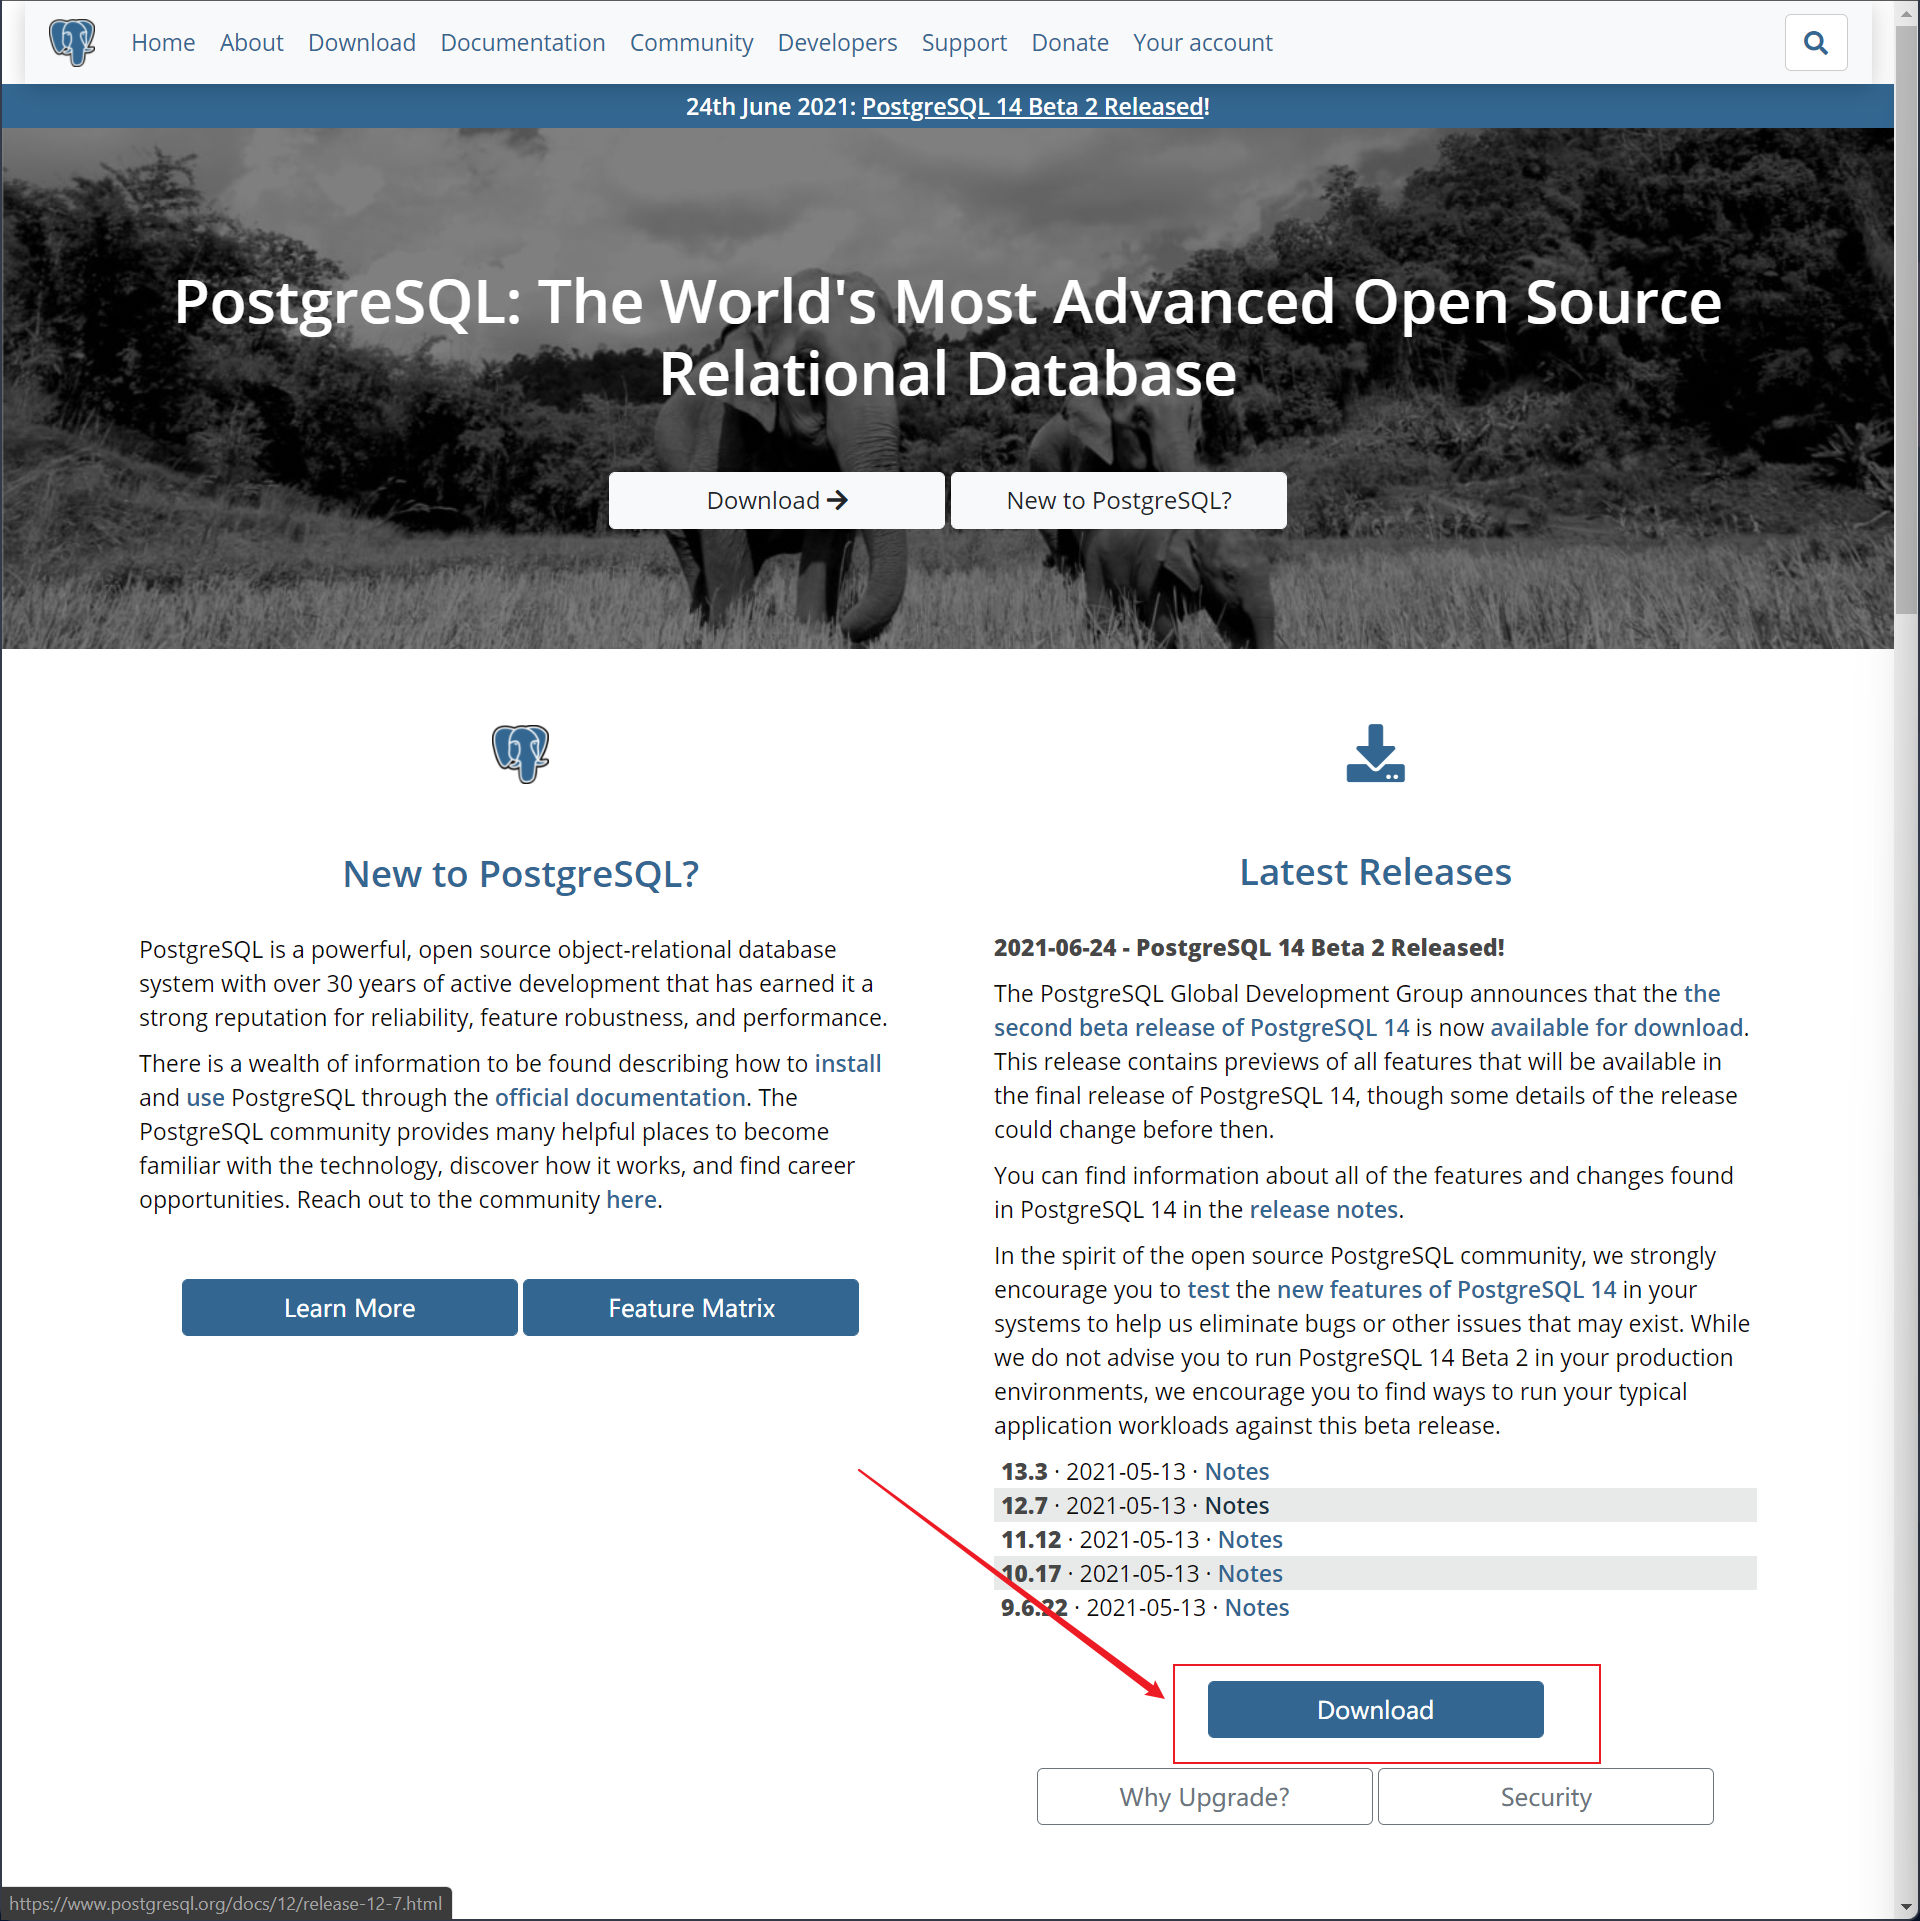 Home About Download Documentation Community Developers Support Donate Your account
24th June 2021: PostgreSQL 14 Beta 2 Released!
PostgreSQL: The World's Most Advanced Open Source
Relational Database
Download
New to PostgreSQL?
New to PostgreSQL?
PostgreSQL is a powerful, open source object-relational database
system with over 30 years of active development that has earned it a
strong reputation for reliability, feature robustness, and performance.
There is a wealth of information to be found describing how to install
and use PostgreSQL through the official documentation. The
PostgreSQL community provides many helpful places to become
familiar with the technology, discover how it works, and find career
opportunities. Reach out to the community here.
Learn More
Feature Matrix
Latest Releases
2021-06-24 - PostgreSQL 14 Beta 2 Released!
The PostgreSQL Global Development Group announces that the the
second beta release of PostgreSQL 14 is now available for download.
This release contains previews of all features that will be available in
the final release of PostgreSQL 14, though some details of the release
could change before then.
You can find information about all of the features and changes found
in PostgreSQL 14 in the release notes.
In the spirit of the open source PostgreSQL community, we strongly
encourage you to test the new features of PostgreSQL 14 in your
systems to help us eliminate bugs or other issues that may exist. While
we do not advise you to run PostgreSQL 14 Beta 2 in your production
environments, we encourage you to find ways to run your typical
application workloads against this beta release.
13.3 · 2021-05-13 · Notes
12.7 · 2021-05-13 · Notes
11.12 · 2021-05-13 · Notes
10.17 · 2021-05-13 · Notes
9.6.22 · 2021-05-13 · Notes
Download
Why Upgrade?
Security
https://www.postgresql.org/docs/12/release-12-7.html